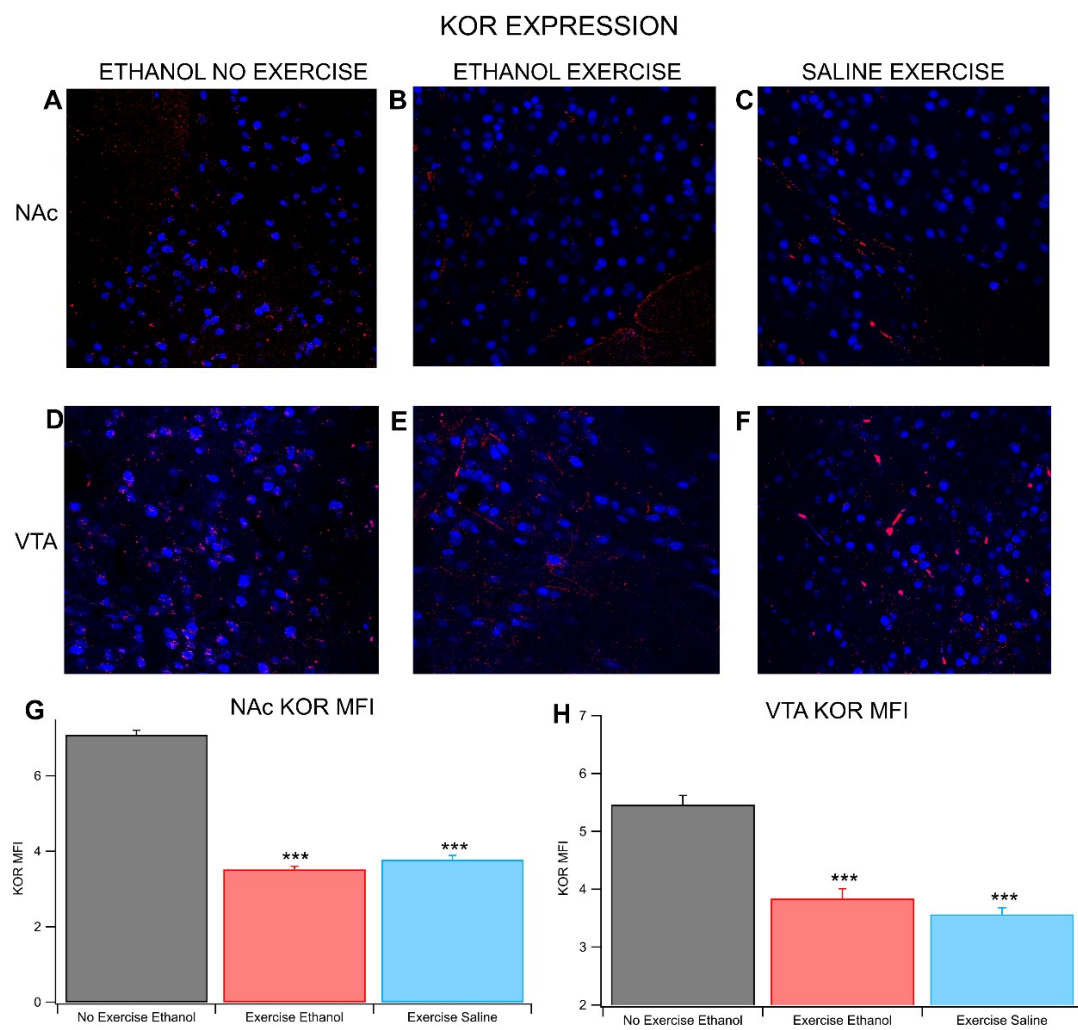 KOR EXPRESSION
ETHANOL NO EXERCISE
ETHANOL EXERCISE
SALINE EXERCISE
A
B
C
NAc
D
E
F
VTA
G
NAc KOR MFI
KOR MFI
6
4
2
0
***
***
No Exercise Ethanol
Exercise Ethanol
Exercise Saline
H
VTA KOR MFI
KOR MFI
7
6
5
4
3
2
***
***
No Exercise Ethanol
Exercise Ethanol
Exercise Saline